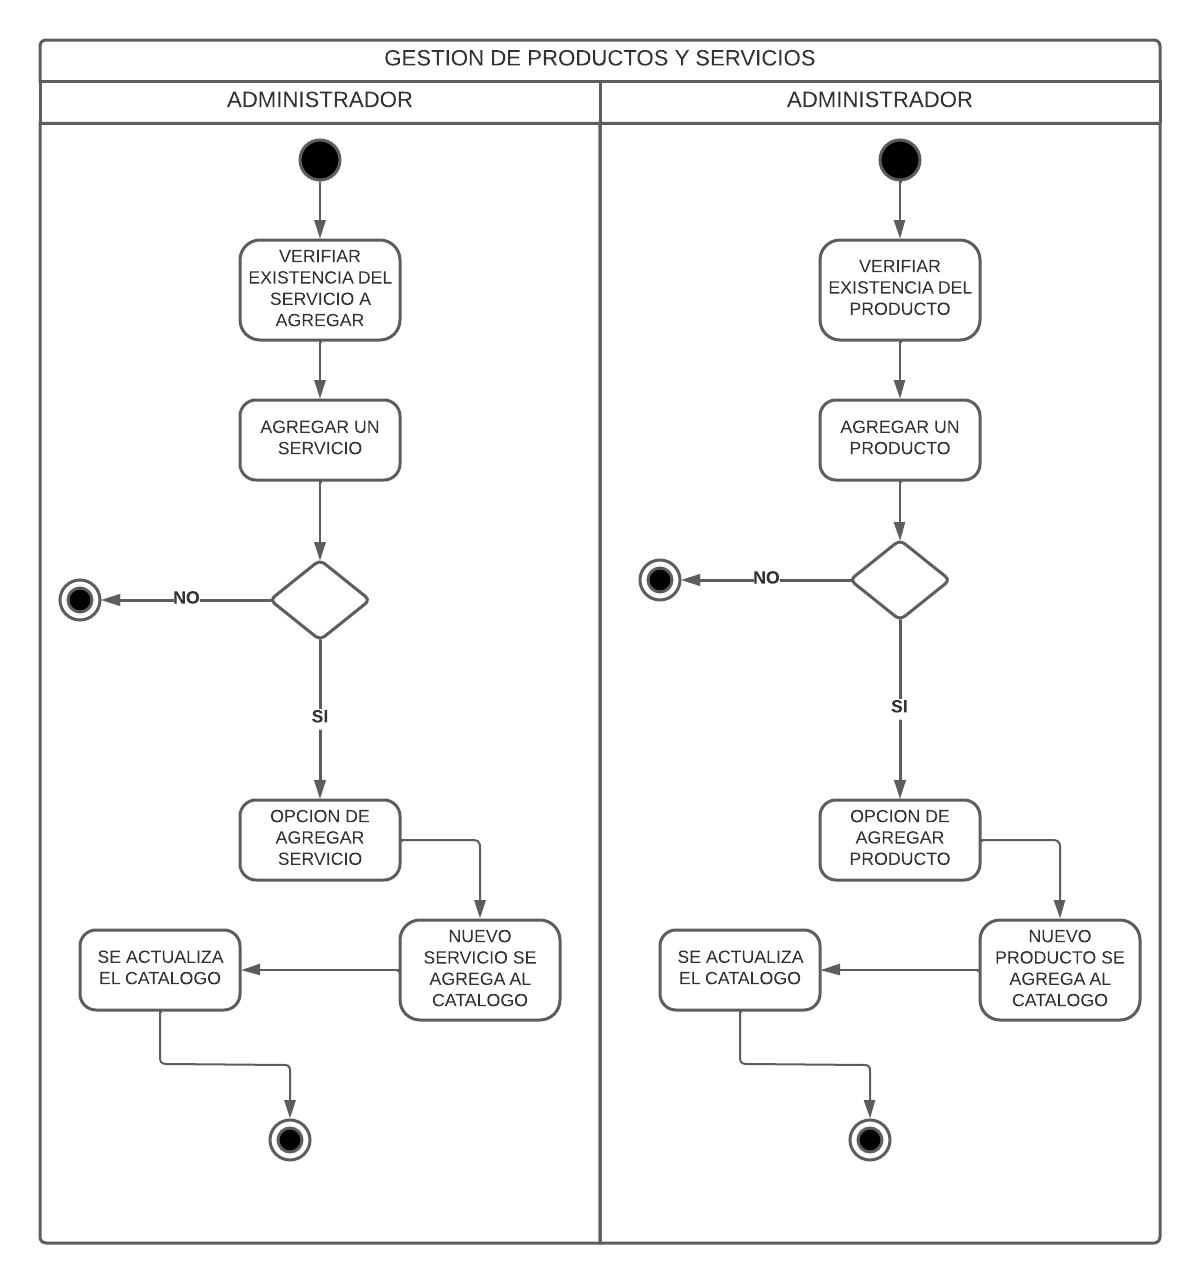 GESTION DE PRODUCTOS Y SERVICIOS
ADMINISTRADOR
VERIFIAR
EXISTENCIA DEL
SERVICIO A
AGREGAR
AGREGAR UN
SERVICIO
NO
SI
OPCION DE
AGREGAR
SERVICIO
NUEVO
SERVICIO SE
AGREGA AL
CATALOGO
SE ACTUALIZA
EL CATALOGO
ADMINISTRADOR
VERIFIAR
EXISTENCIA DEL
PRODUCTO
AGREGAR UN
PRODUCTO
NO
SI
OPCION DE
AGREGAR
PRODUCTO
NUEVO
PRODUCTO SE
AGREGA AL
CATALOGO
SE ACTUALIZA
EL CATALOGO